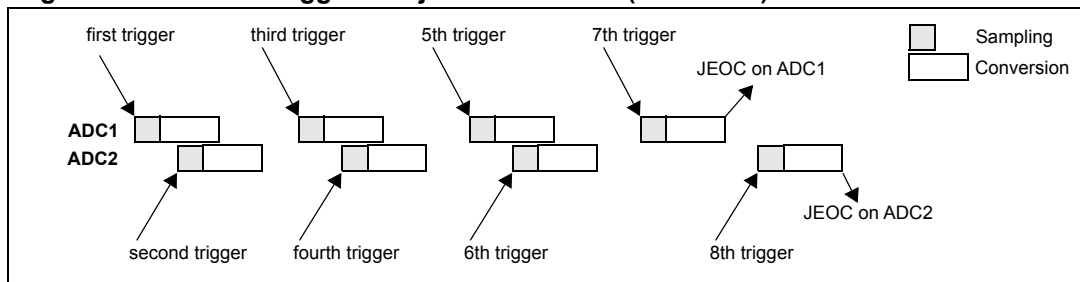 first trigger
third trigger
5th trigger
7th trigger
Sampling
Conversion
JEOC on ADC1
ADC1
ADC2
JEOC on ADC2
second trigger
fourth trigger
6th trigger
8th trigger